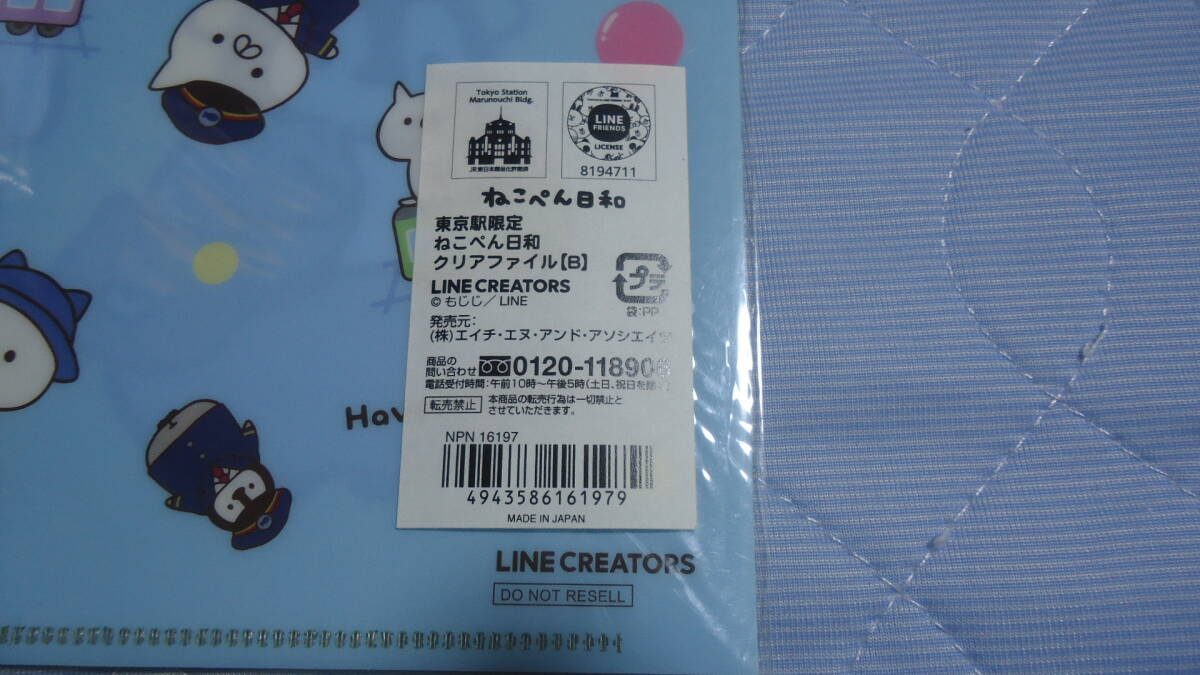 Tokyo Station
Marunouchi Bldg.
LINE
FRIENDS
LICENSE
8194711
ねこぺん日和
東京駅限定
ねこぺん日和
クリアファイル【B】
LINE CREATORS
© もじじ／LINE
プラ
袋:PP
発売元:
(株)エイチ・エヌ・アンド・アソシエイツ
商品の
問い合わせ 0120-11890
電話受付時間:午前10時〜午後5時(土日、祝日を除
転売禁止 本商品の転売行為は一切禁止と
させていただきます。
Hav
NPN 16197
4943586161979
MADE IN JAPAN
LINE CREATORS
DO NOT RESELL